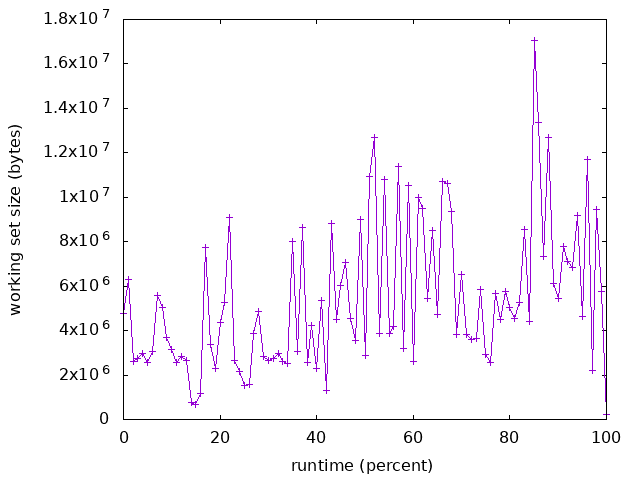 1.8x10^7
1.6x10^7
1.4x10^7
1.2x10^7
1x10^7
8x10^6
6x10^6
4x10^6
2x10^6
0
working set size (bytes)
0 20 40 60 80 100
runtime (percent)